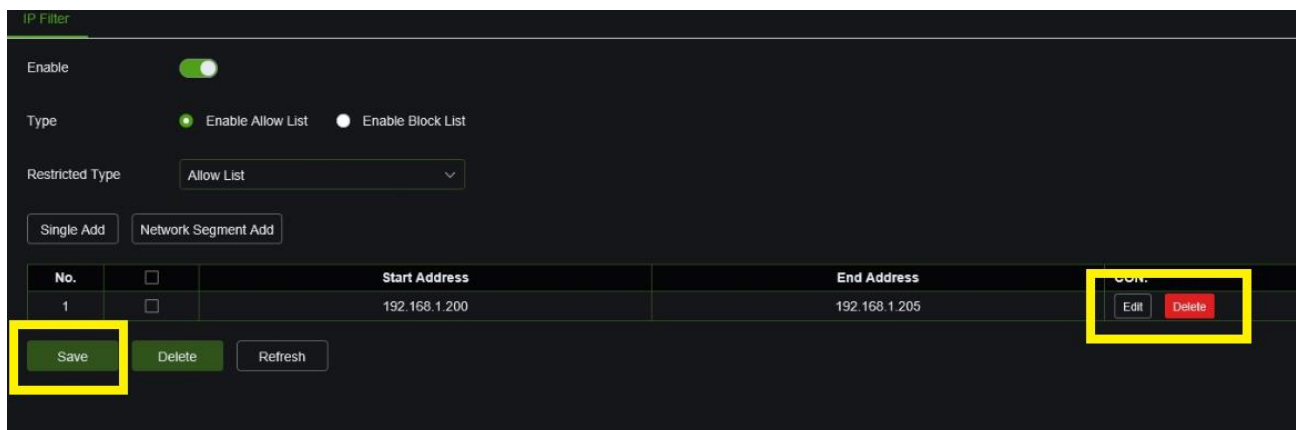 IP Filter
Enable
Type Enable Allow List Enable Block List
Restricted Type Allow List
Single Add Network Segment Add
No. Start Address End Address CON.
1 192.168.1.200 192.168.1.205 Edit Delete
Save Delete Refresh